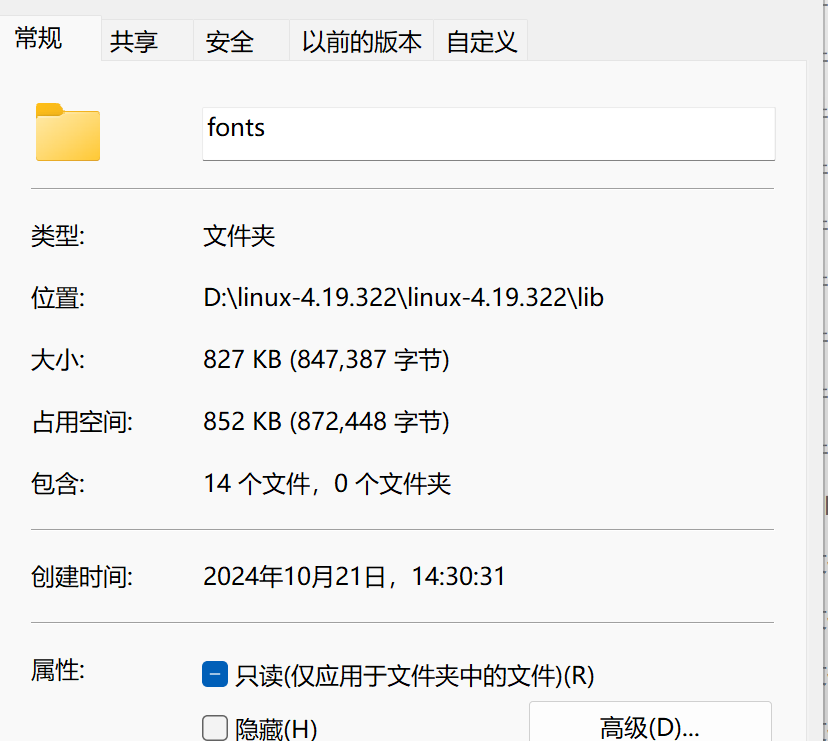 常规 共享 安全 以前的版本 自定义
fonts
类型: 文件夹
位置: D:\linux-4.19.322\linux-4.19.322\lib
大小: 827 KB (847,387 字节)
占用空间: 852 KB (872,448 字节)
包含: 14 个文件，0 个文件夹
创建时间: 2024年10月21日，14:30:31
属性: 只读(仅应用于文件夹中的文件)(R)
隐藏(H) 高级(D)...